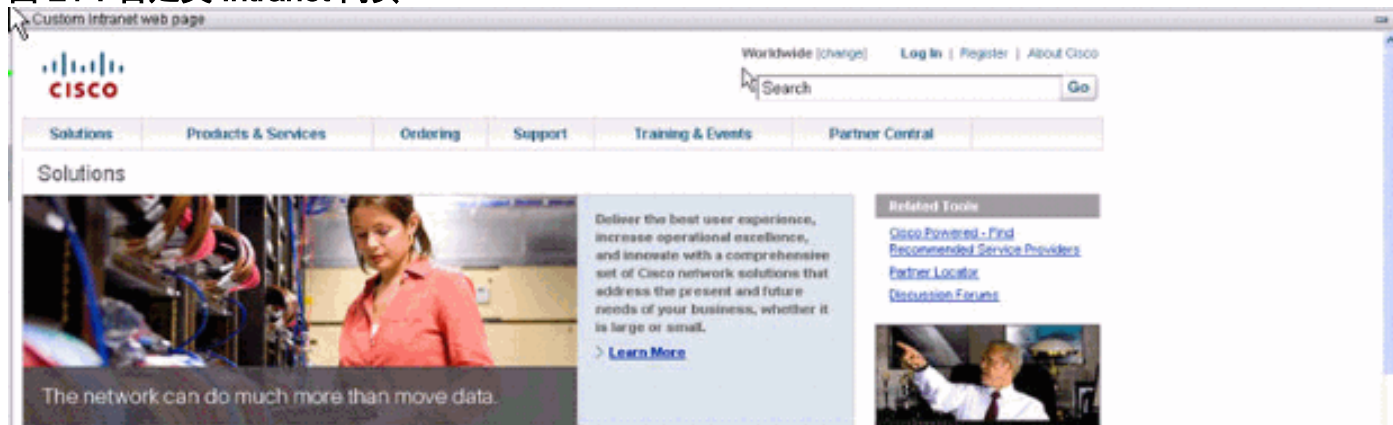 Custom Intranet web page
Worldwide [change] Log In | Register | About Cisco
CISCO
Search Go
Solutions Products & Services Ordering Support Training & Events Partner Central
Solutions
Deliver the best user experience,
increase operational excellence,
and innovate with a comprehensive
set of Cisco network solutions that
address the present and future
needs of your business, whether it
is large or small.
> Learn More
The network can do much more than move data.
Related Tools
Cisco Powered - Find
Recommended Service Providers
Partner Locator
Discussion Forums